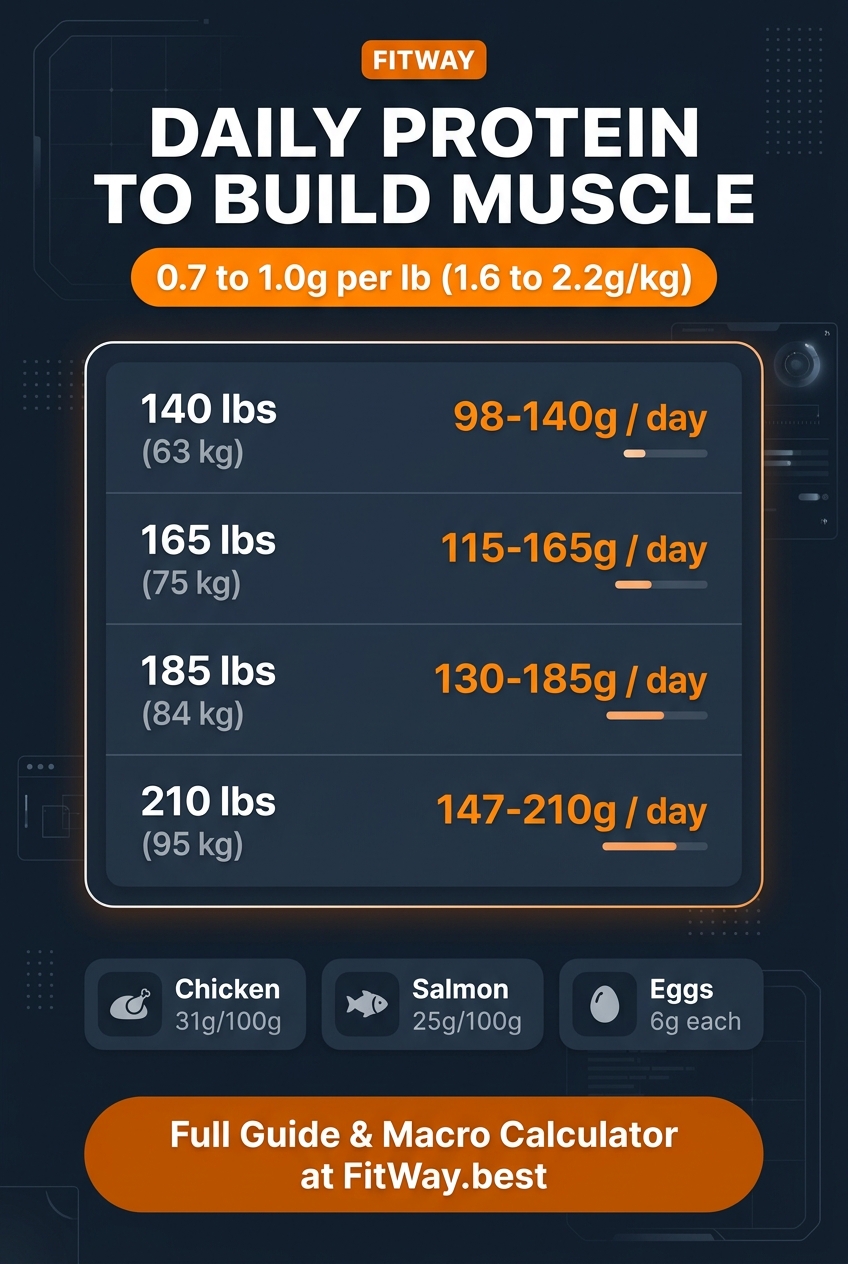 FITWAY
DAILY PROTEIN
TO BUILD MUSCLE
0.7 to 1.0g per lb (1.6 to 2.2g/kg)
140 lbs
(63 kg)
98-140g / day
165 lbs
(75 kg)
115-165g / day
185 lbs
(84 kg)
130-185g / day
210 lbs
(95 kg)
147-210g / day
Chicken
31g/100g
Salmon
25g/100g
Eggs
6g each
Full Guide & Macro Calculator
at FitWay.best